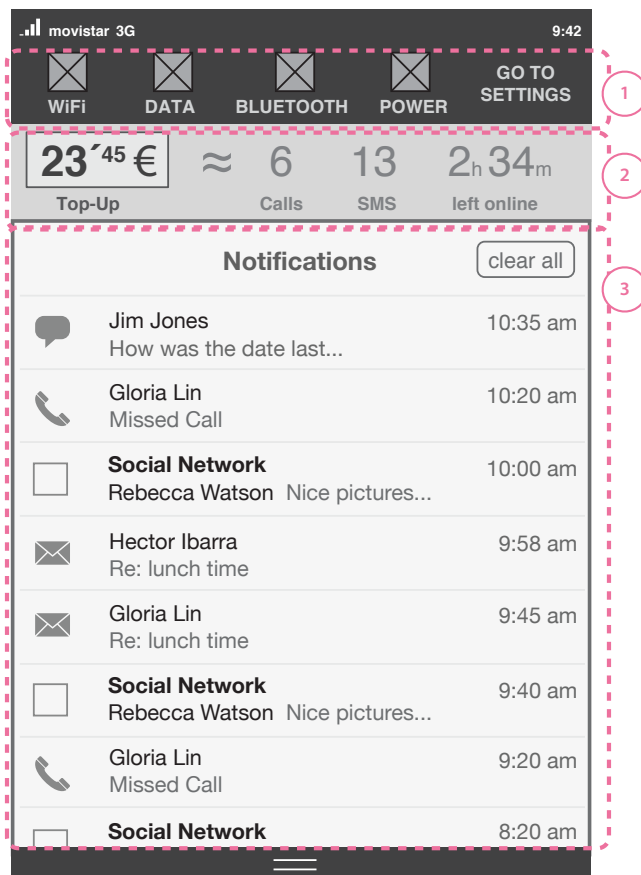 movistar 3G 9:42
WiFi DATA BLUETOOTH POWER GO TO SETTINGS
1
23´45 € ≈ 6 13 2h 34m
Top-Up Calls SMS left online
2
Notifications clear all
3
Jim Jones 10:35 am
How was the date last...
Gloria Lin 10:20 am
Missed Call
Social Network 10:00 am
Rebecca Watson Nice pictures...
Hector Ibarra 9:58 am
Re: lunch time
Gloria Lin 9:45 am
Re: lunch time
Social Network 9:40 am
Rebecca Watson Nice pictures...
Gloria Lin 9:20 am
Missed Call
Social Network 8:20 am